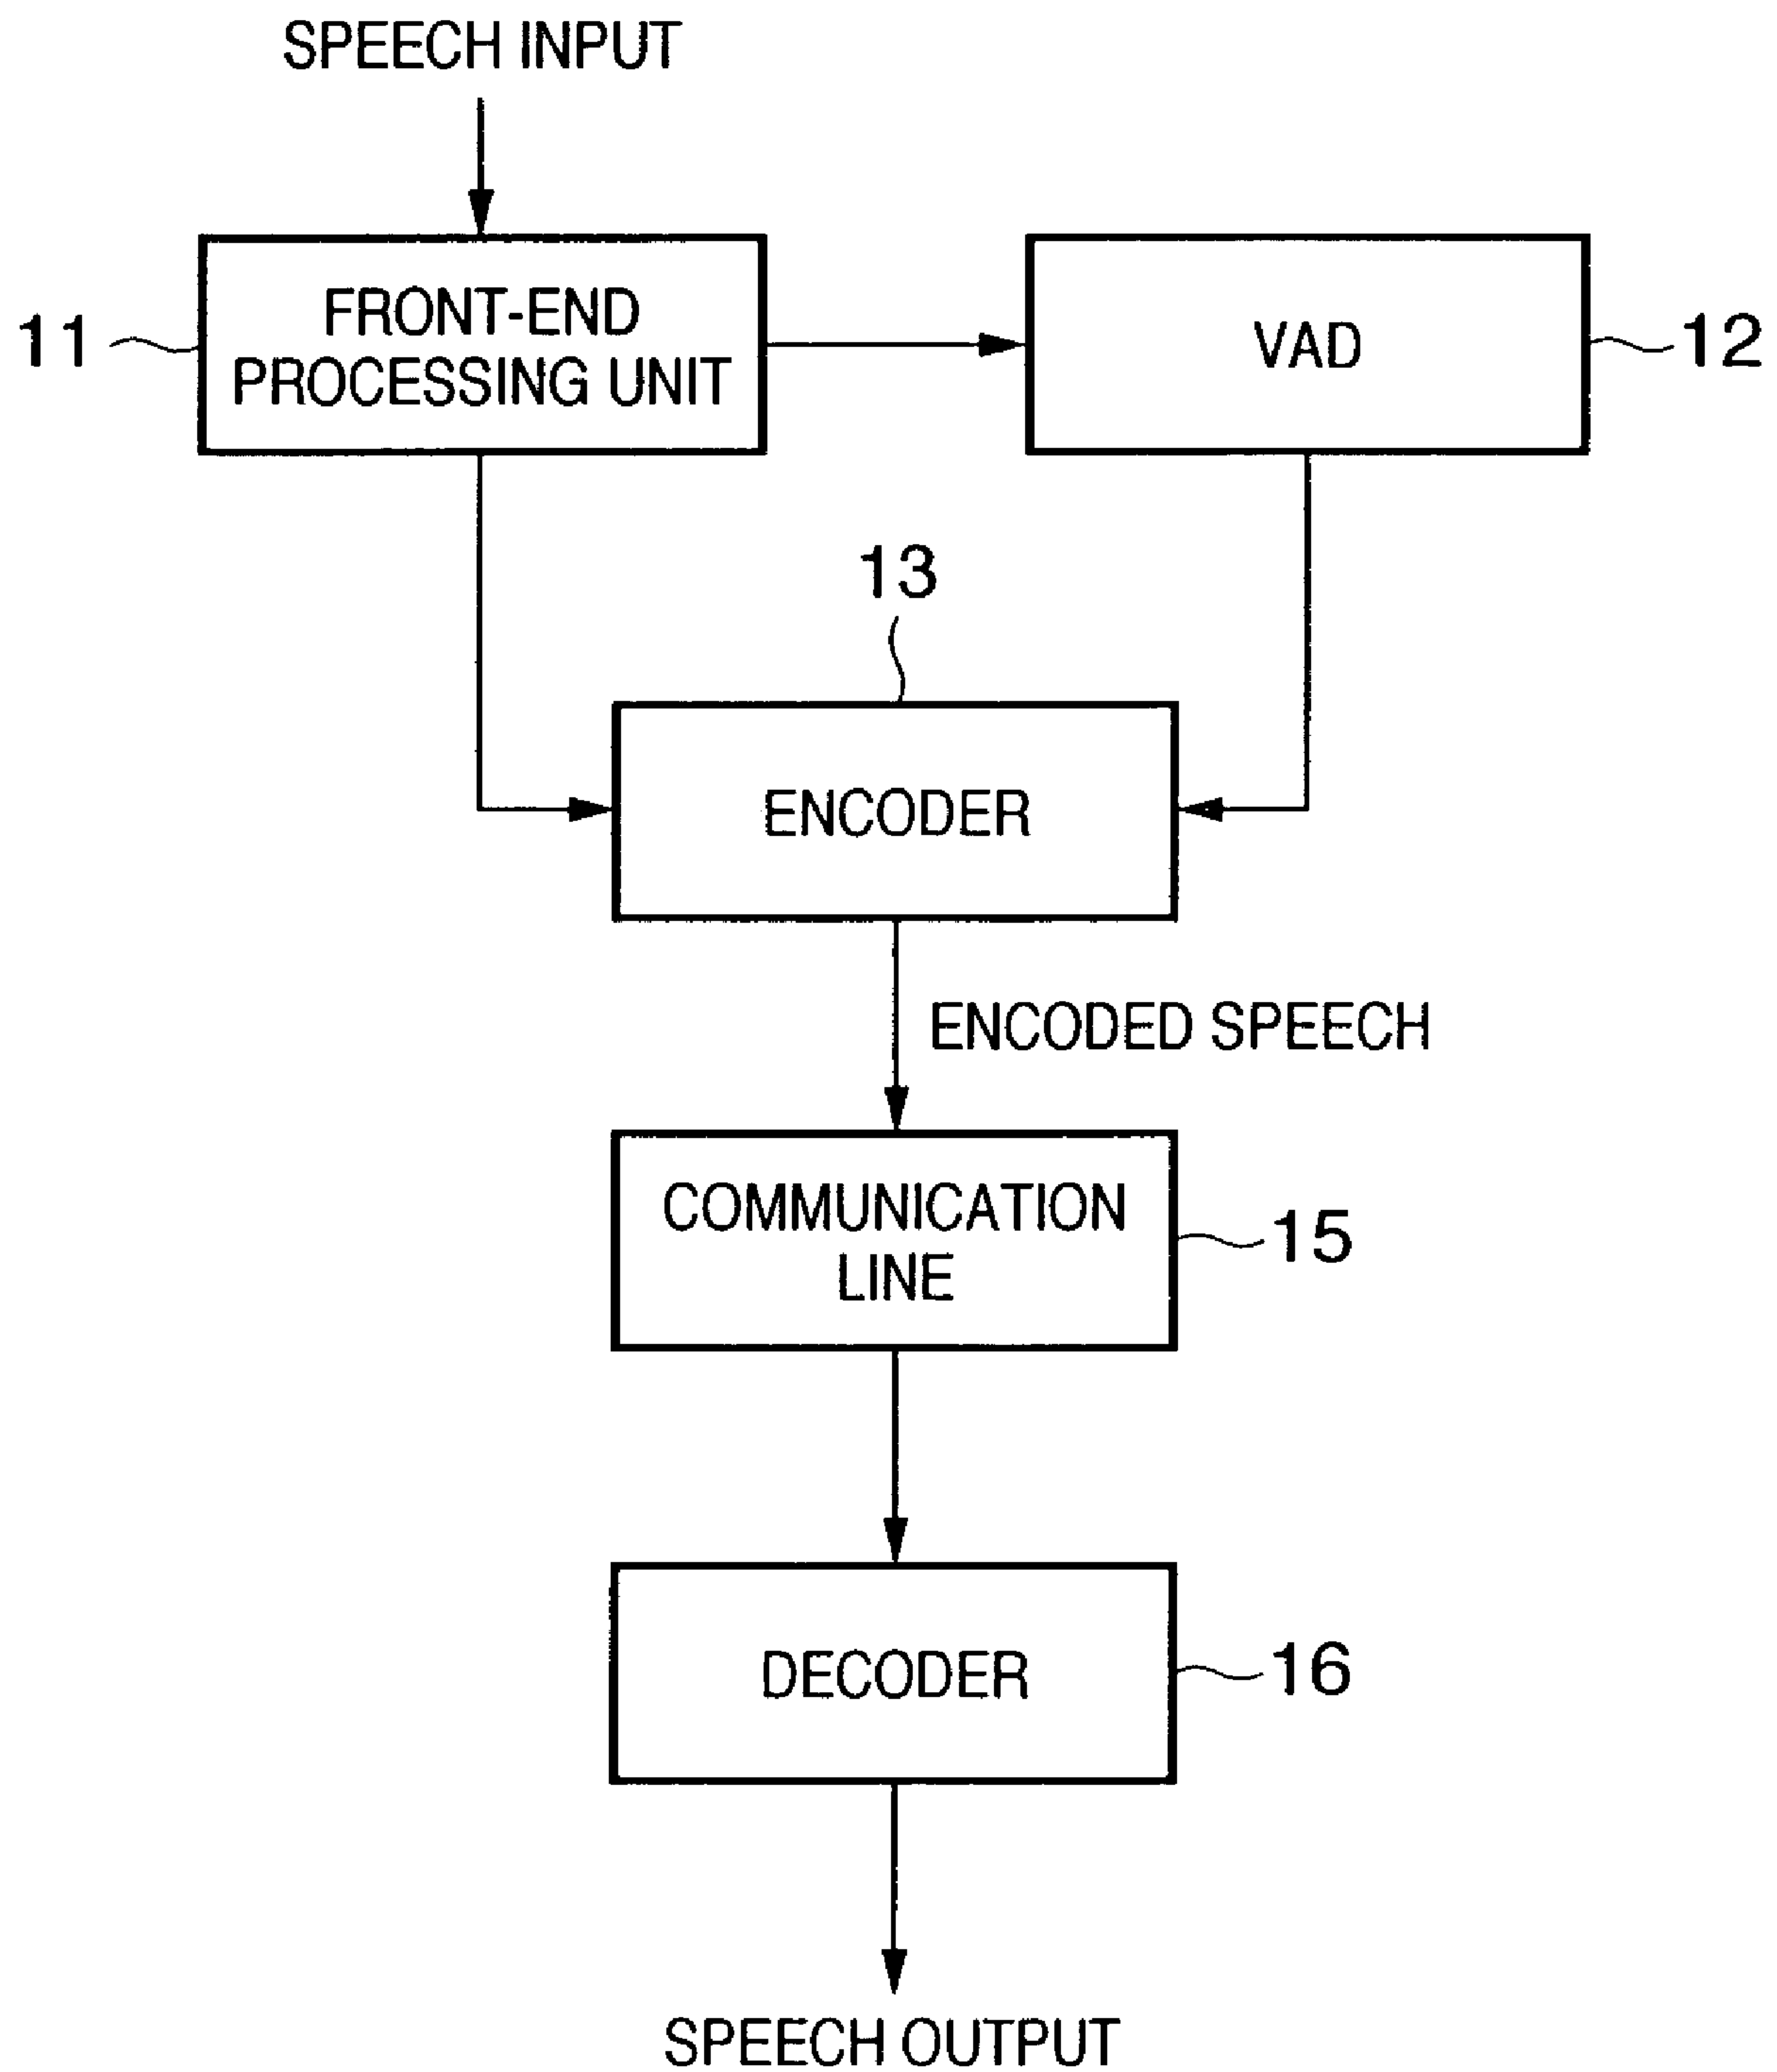 SPEECH INPUT
11
FRONT-END
PROCESSING UNIT
VAD
12
13
ENCODER
ENCODED SPEECH
COMMUNICATION
LINE
15
DECODER
16
SPEECH OUTPUT